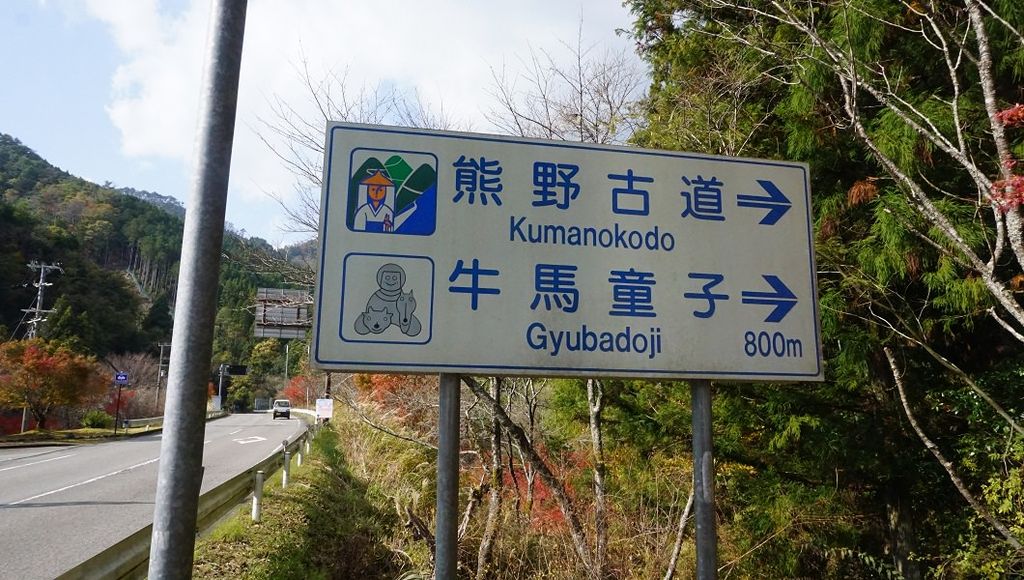 熊野古道→
Kumanokodo
牛馬童子→
Gyubadoji 800m